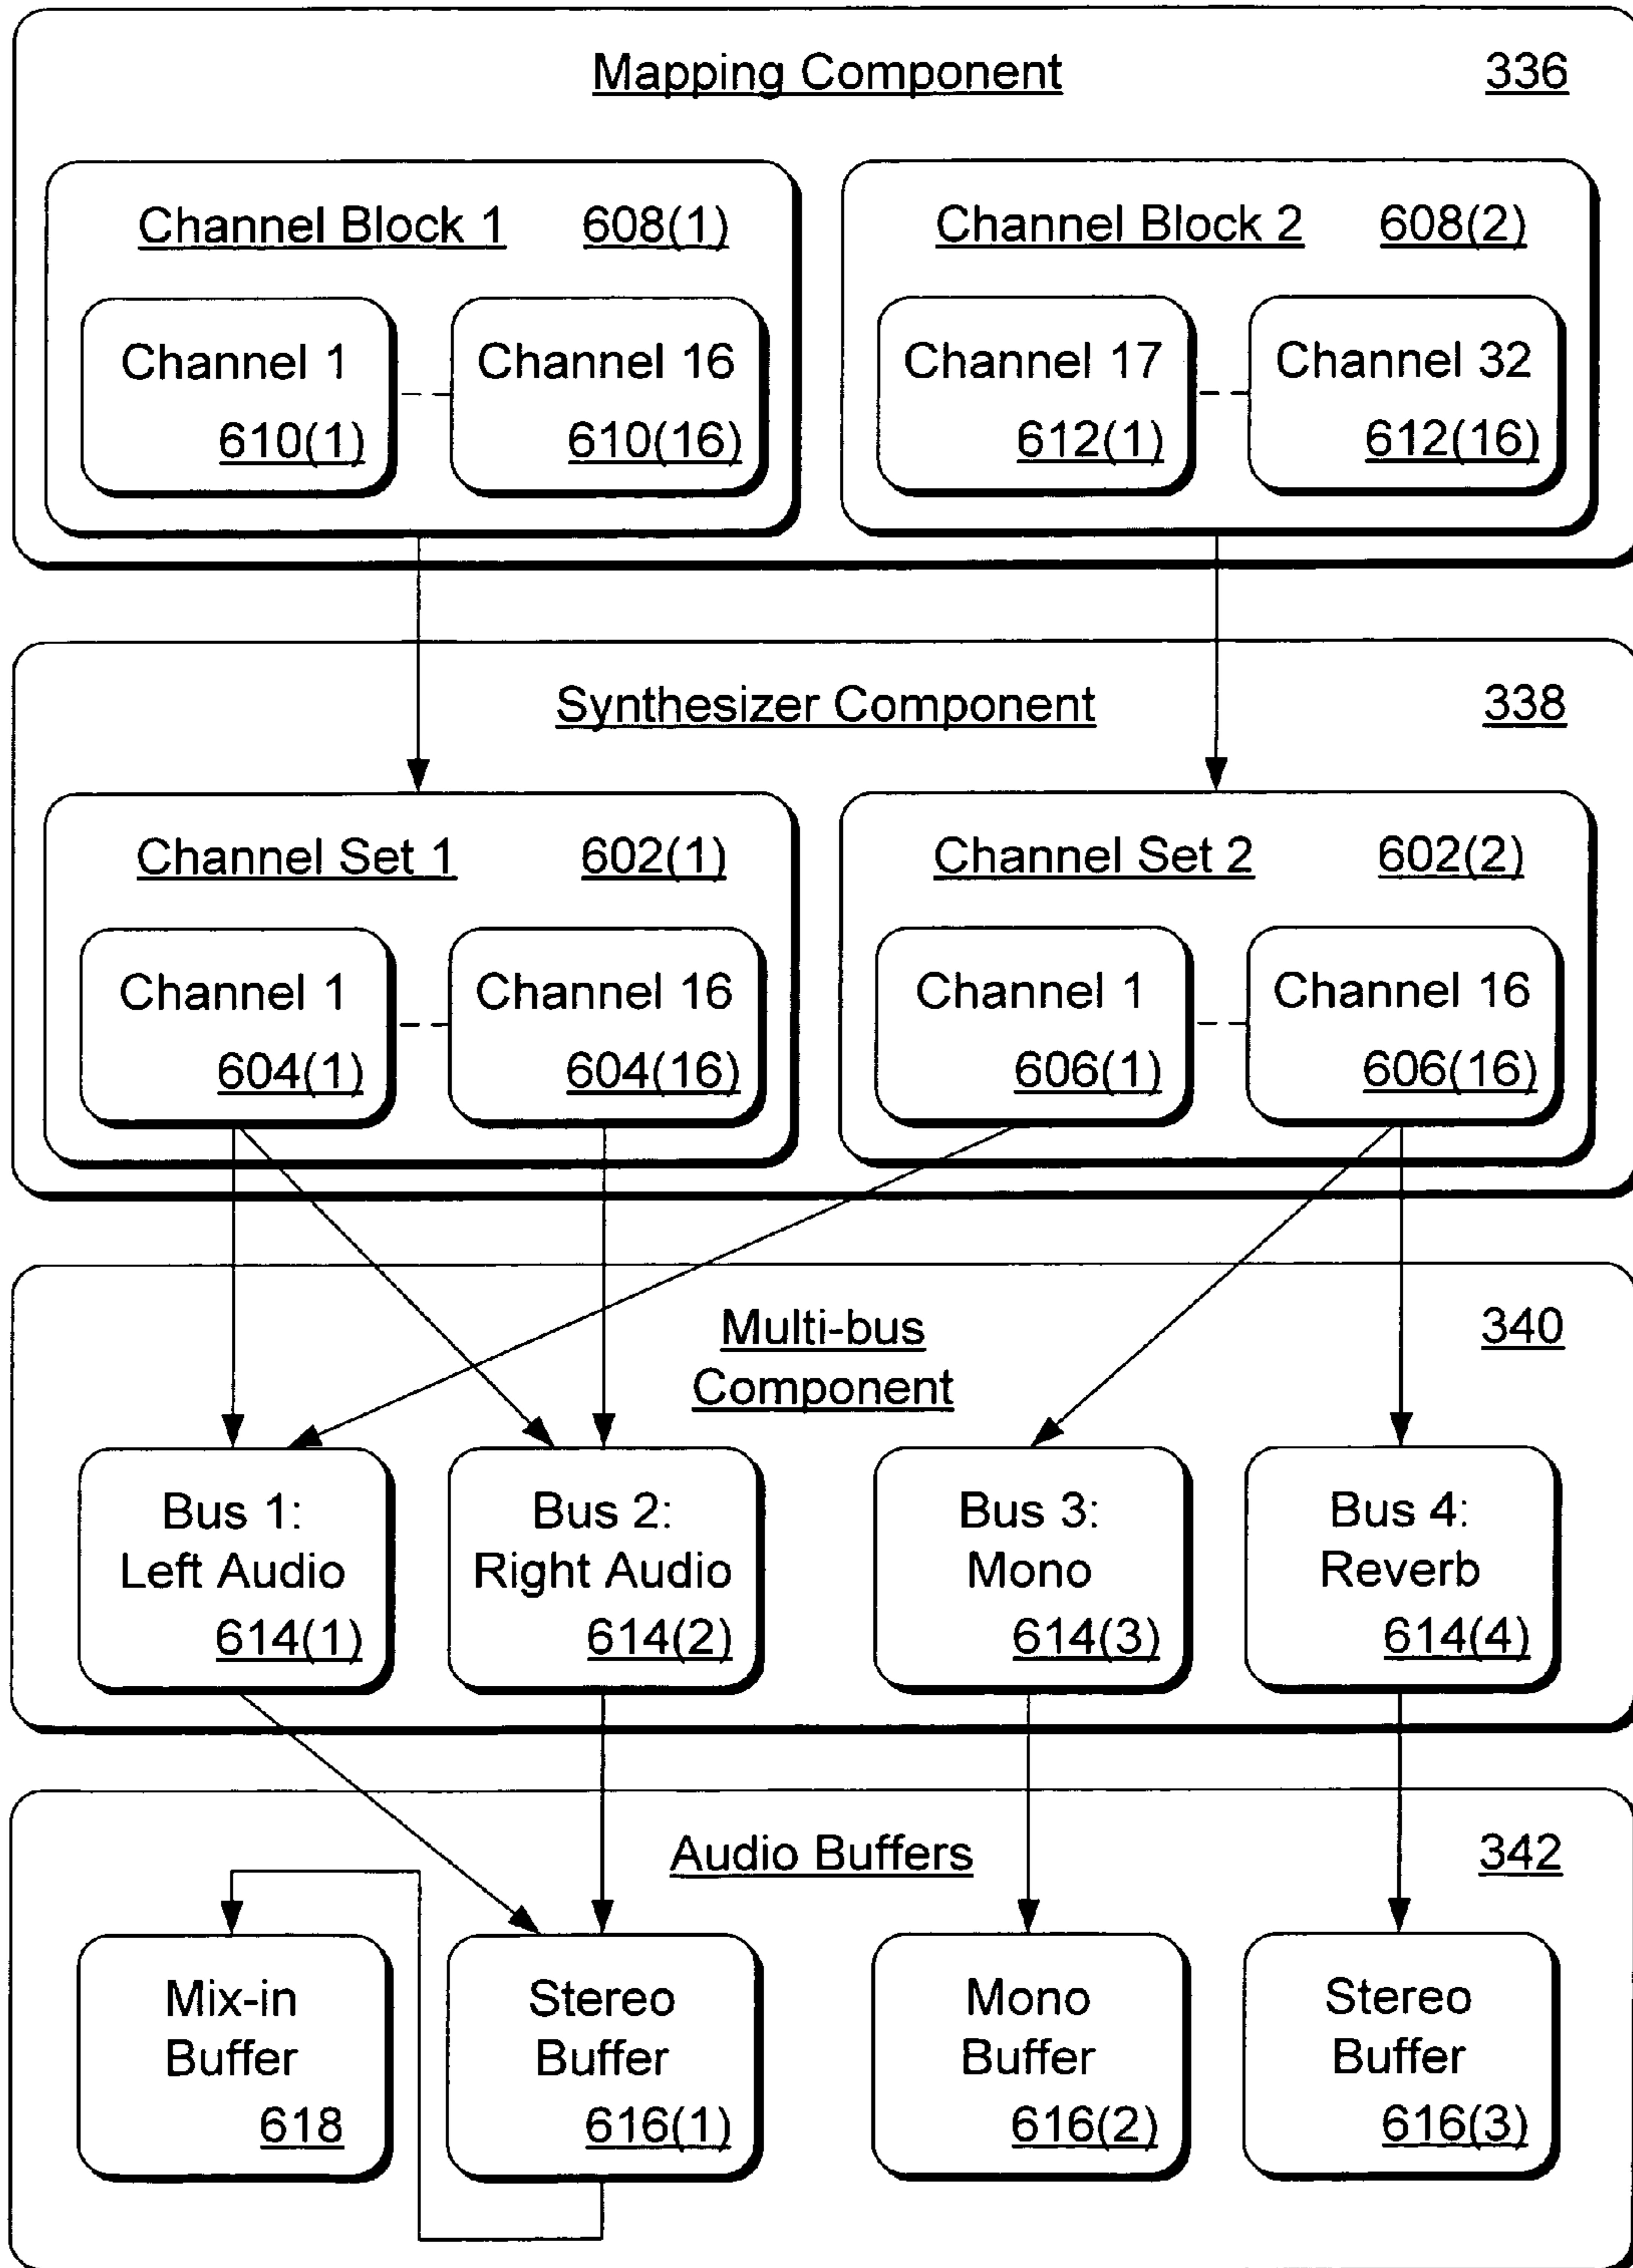 Mapping Component 336
Channel Block 1 608(1) Channel Block 2 608(2)
Channel 1 Channel 16 Channel 17 Channel 32
610(1) 610(16) 612(1) 612(16)
Synthesizer Component 338
Channel Set 1 602(1) Channel Set 2 602(2)
Channel 1 Channel 16 Channel 1 Channel 16
604(1) 604(16) 606(1) 606(16)
Multi-bus 340
Component
Bus 1: Bus 2: Bus 3: Bus 4:
Left Audio Right Audio Mono Reverb
614(1) 614(2) 614(3) 614(4)
Audio Buffers 342
Mix-in Stereo Mono Stereo
Buffer Buffer Buffer Buffer
618 616(1) 616(2) 616(3)